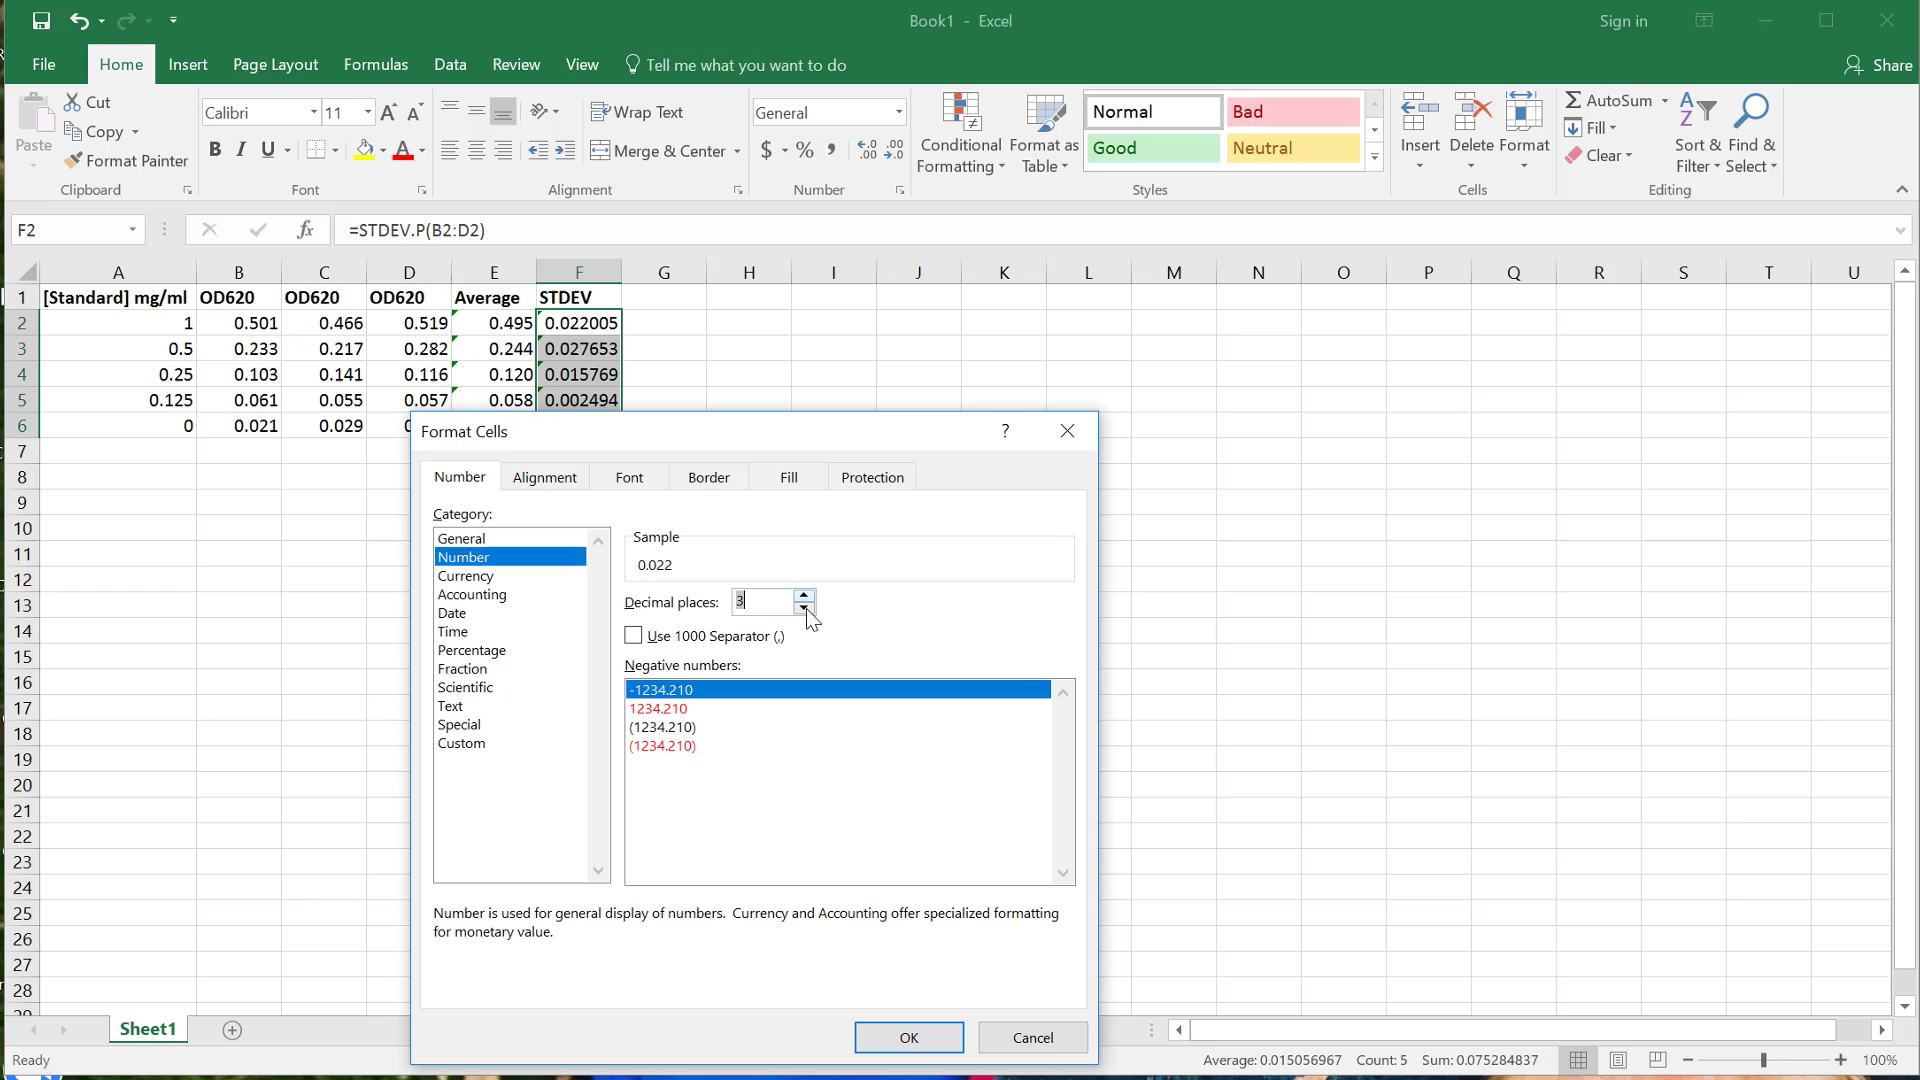 Book1 - Excel
Sign in
File Home Insert Page Layout Formulas Data Review View Tell me what you want to do Share
Paste
Cut
Copy
Format Painter
Clipboard
Calibri 11
B I U
Font
Wrap Text
Merge & Center
Alignment
General
$ % ,
Number
Conditional Formatting
Format as Table
Normal Bad
Good Neutral
Styles
Insert Delete Format
Cells
AutoSum
Fill
Clear
Sort & Filter
Find & Select
Editing
F2 fx =STDEV.P(B2:D2)
A B C D E F G H I J K L M N O P Q R S T U
1 [Standard] mg/ml OD620 OD620 OD620 Average STDEV
2 1 0.501 0.466 0.519 0.495 0.022005
3 0.5 0.233 0.217 0.282 0.244 0.027653
4 0.25 0.103 0.141 0.116 0.120 0.015769
5 0.125 0.061 0.055 0.057 0.058 0.002494
6 0 0.021 0.029
7
8
9
10
11
12
13
14
15
16
17
18
19
20
21
22
23
24
25
26
27
28
Format Cells ?
Number Alignment Font Border Fill Protection
Category:
General
Number
Currency
Accounting
Date
Time
Percentage
Fraction
Scientific
Text
Special
Custom
Sample
0.022
Decimal places: 3
Use 1000 Separator (,)
Negative numbers:
-1234.210
1234.210
(1234.210)
(1234.210)
Number is used for general display of numbers. Currency and Accounting offer specialized formatting
for monetary value.
OK Cancel
Sheet1
Ready
Average: 0.015056967 Count: 5 Sum: 0.075284837 100%